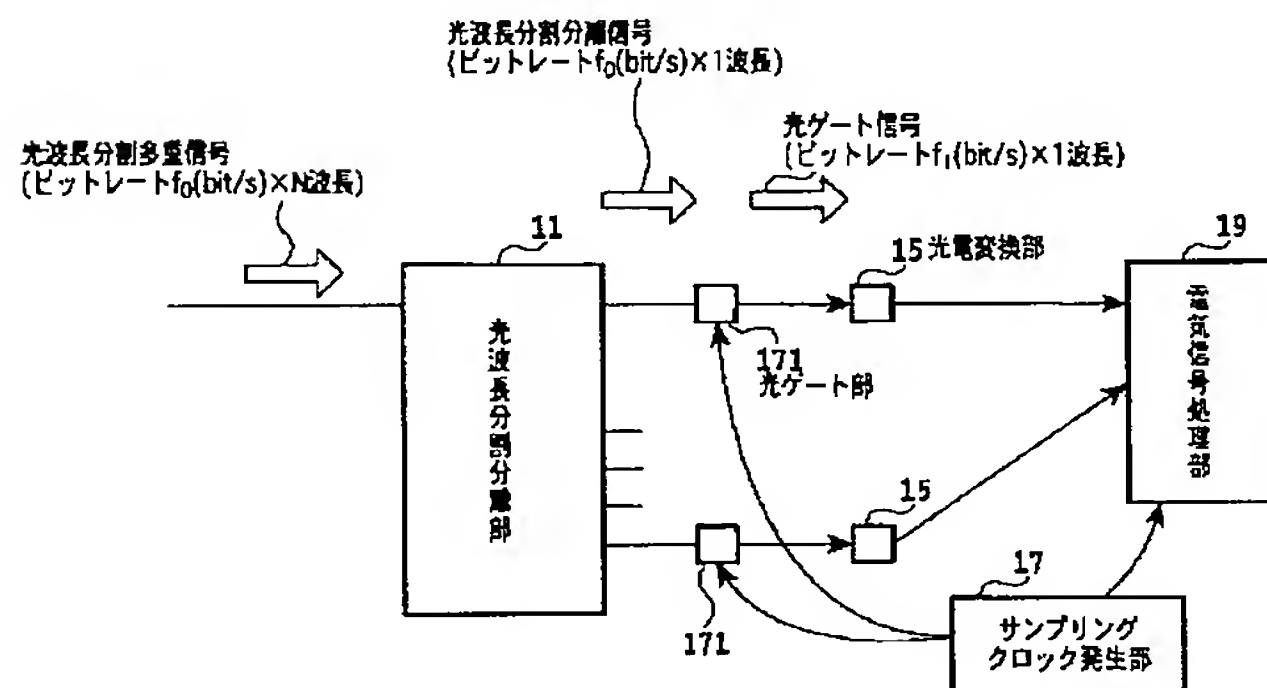 光波長分割分離信号
(ビットレートf₀(bit/s)×1波長)
光ゲート信号
(ビットレートf₁(bit/s)×1波長)
光波長分割多重信号
(ビットレートf₀(bit/s)×N波長)
11
光波長分割分離部
171
光ゲート部
15 光電変換部
19
電気信号処理部
15
171
17
サンプリング
クロック発生部